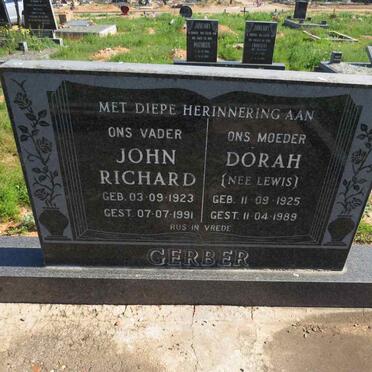 MET DIEPE HERINNERING AAN
ONS VADER
JOHN
RICHARD
GEB. 03·09·1923
GEST. 07·07·1991
ONS MOEDER
DORAH
(NEE LEWIS)
GEB. 11·09·1925
GEST. 11·04·1989
RUS IN VREDE
GERBER